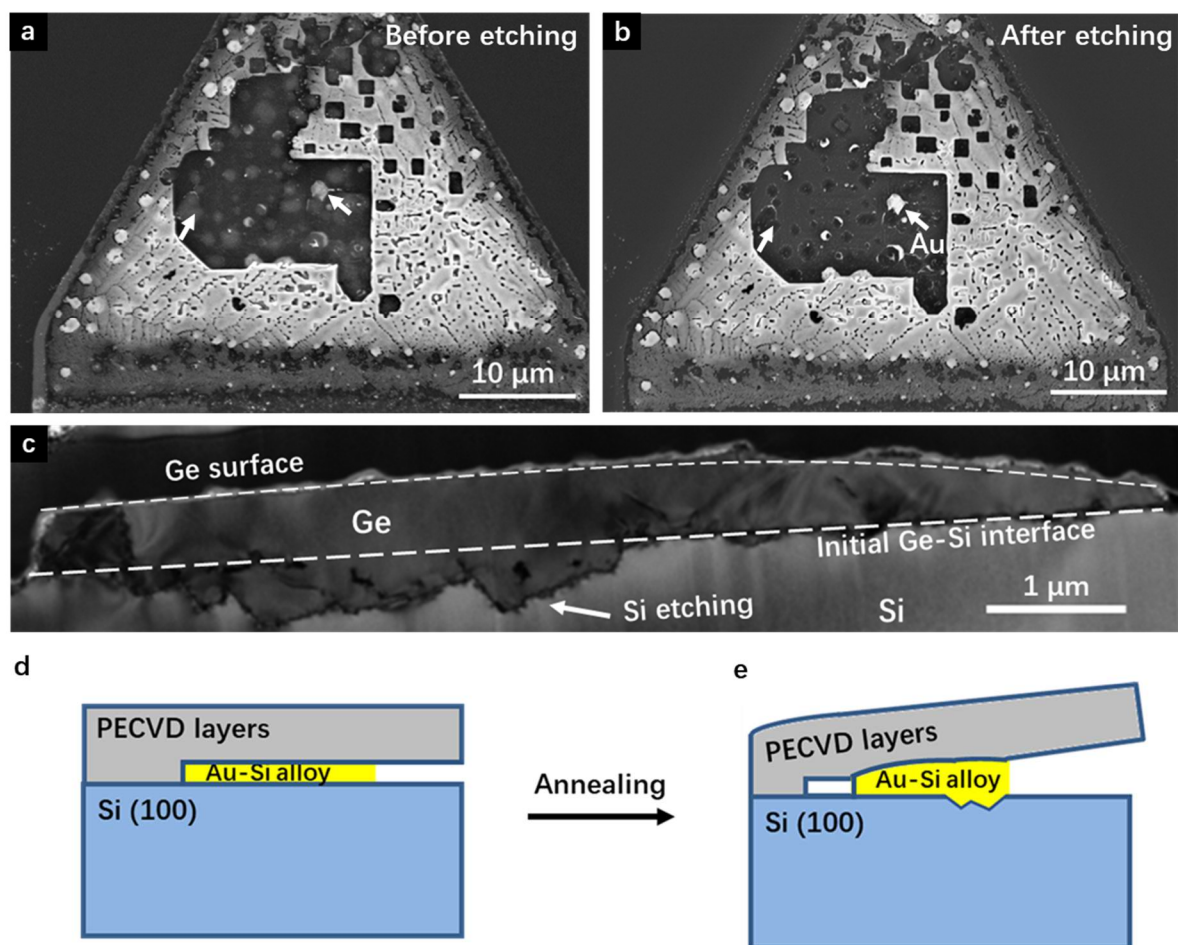 a
Before etching
10 μm
b
After etching
Au
10 μm
c
Ge surface
Ge
Initial Ge-Si interface
Si etching
Si
1 μm
d
PECVD layers
Au-Si alloy
Si (100)
Annealing
e
PECVD layers
Au-Si alloy
Si (100)